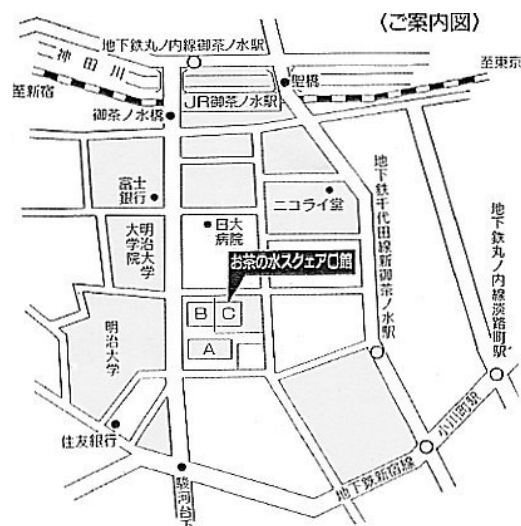 〈ご案内図〉
地下鉄丸ノ内線御茶ノ水駅
神田川
聖橋
至東京
至新宿
JR御茶ノ水駅
御茶ノ水橋
富士
銀行
ニコライ堂
日大
病院
明治大学
大学院
お茶の水スクェアC館
B
C
A
明治大学
地下鉄千代田線新御茶ノ水駅
地下鉄丸ノ内線淡路町駅
小川町駅
住友銀行
地下鉄新宿線
駿河台下